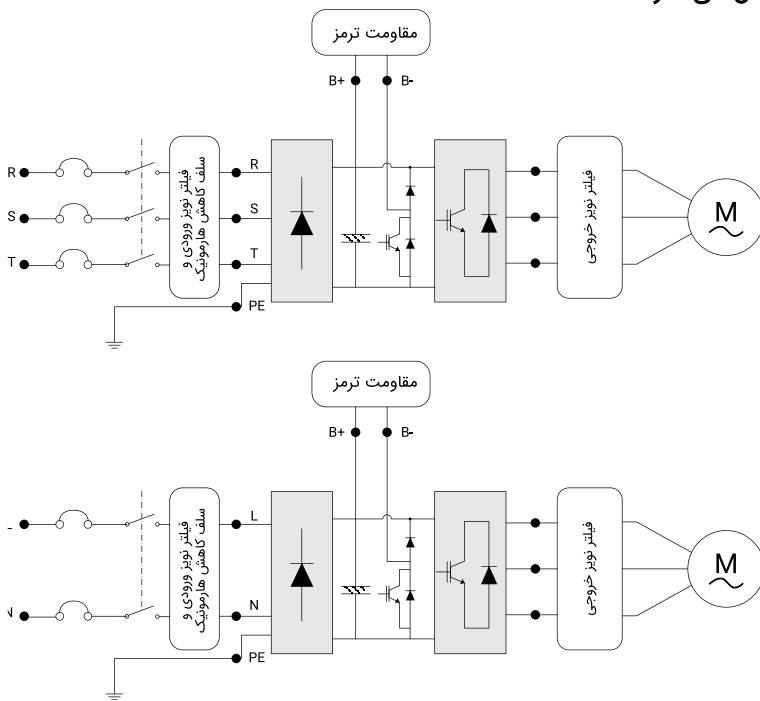 مقاومت ترمز
B+
B-
R
S
T
فیلتر نویز ورودی و
سلف کاهش هارمونیک
R
S
T
PE
فیلتر نویز خروجی
M
مقاومت ترمز
B+
B-
N
فیلتر نویز ورودی و
سلف کاهش هارمونیک
L
N
PE
فیلتر نویز خروجی
M